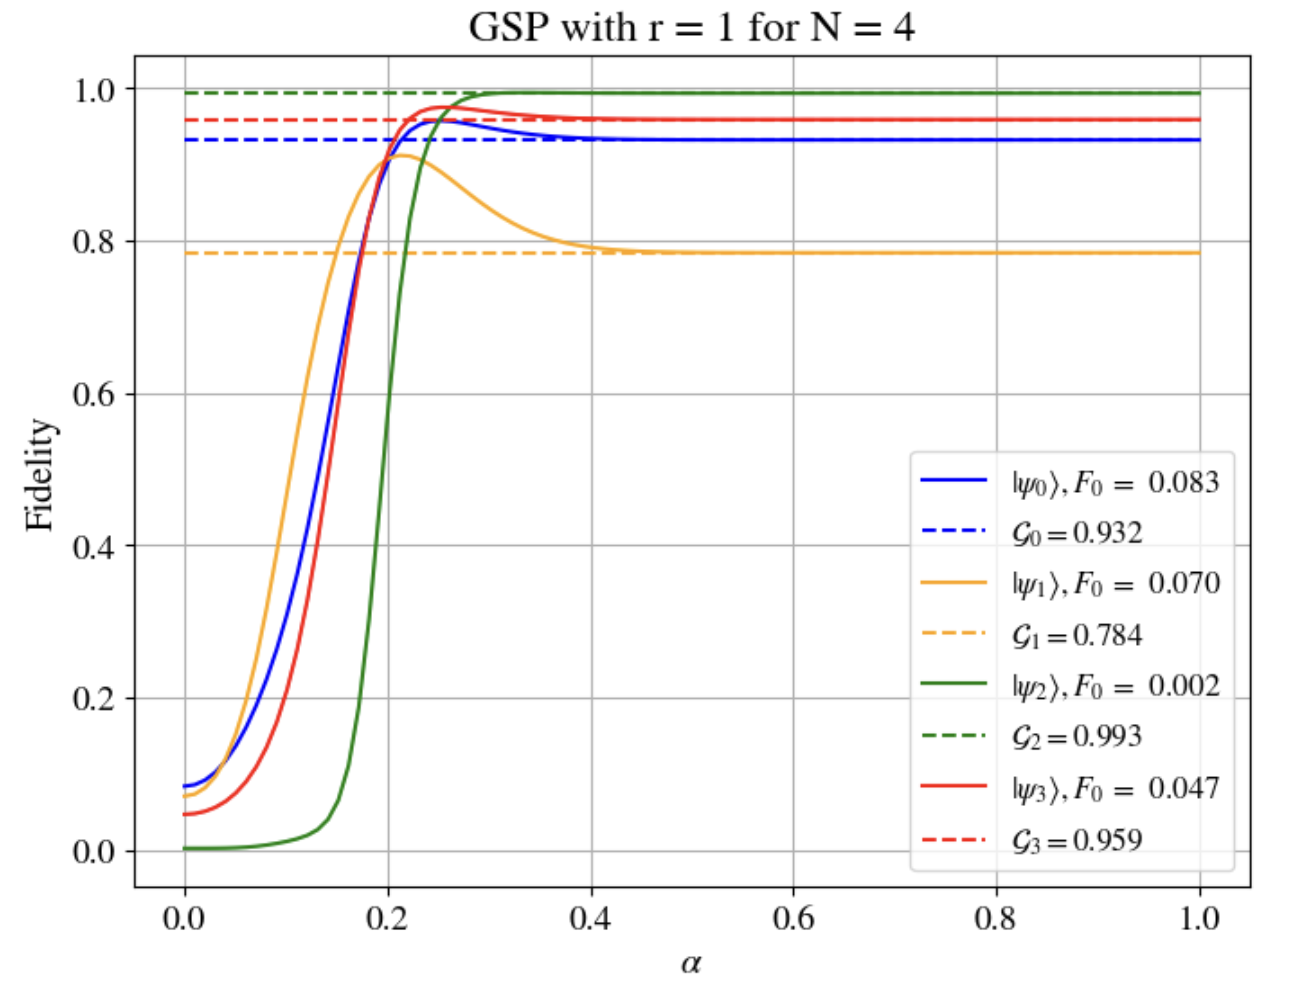 GSP with r = 1 for N = 4
Fidelity
1.0
0.8
0.6
0.4
0.2
0.0
|ψ₀⟩, F₀ = 0.083
𝒢₀ = 0.932
|ψ₁⟩, F₀ = 0.070
𝒢₁ = 0.784
|ψ₂⟩, F₀ = 0.002
𝒢₂ = 0.993
|ψ₃⟩, F₀ = 0.047
𝒢₃ = 0.959
0.0 0.2 0.4 0.6 0.8 1.0
α